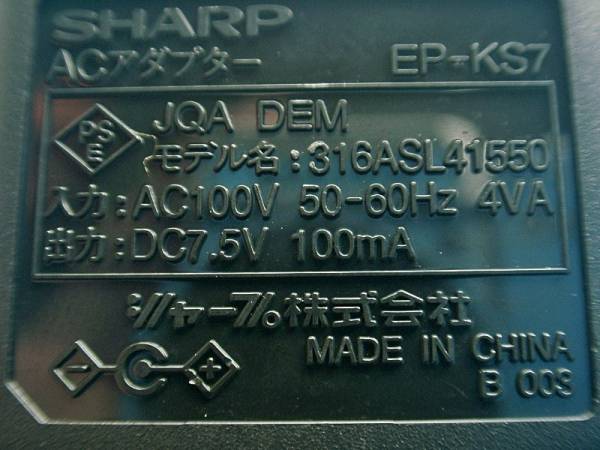 SHARP
ACアダプター EP-KS7
PSE JQA DEM
モデル名:316ASL41550
入力:AC100V 50-60Hz 4VA
出力:DC7.5V 100mA
シャープ株式会社
- C +
MADE IN CHINA
B 009